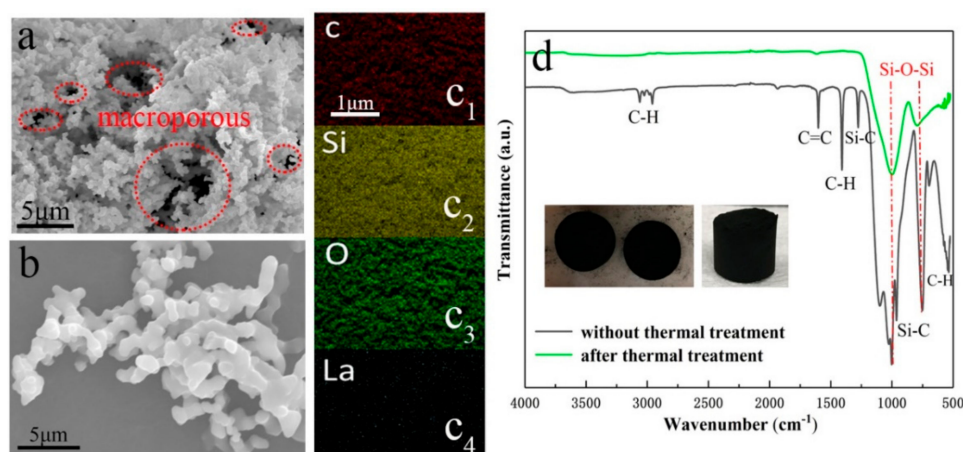 a
macroporous
5μm
b
5μm
c
1μm
c1
Si
c2
O
c3
La
c4
d
Si-O-Si
C-H
C=C
Si-C
C-H
C-H
Si-C
without thermal treatment
after thermal treatment
Transmittance (a.u.)
4000 3500 3000 2500 2000 1500 1000 500
Wavenumber (cm⁻¹)